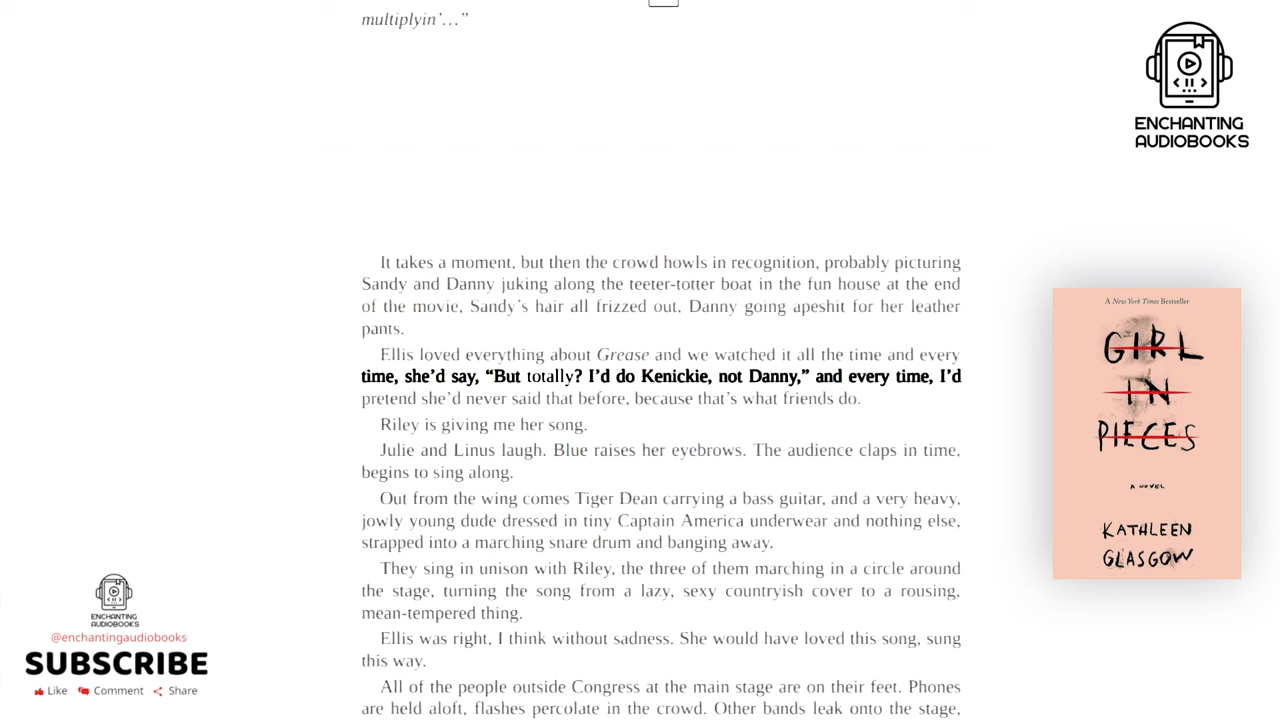 multiplyin’…”
ENCHANTING
AUDIOBOOKS
It takes a moment, but then the crowd howls in recognition, probably picturing
Sandy and Danny juking along the teeter-totter boat in the fun house at the end
of the movie, Sandy’s hair all frizzed out, Danny going apeshit for her leather
pants.
Ellis loved everything about Grease and we watched it all the time and every
time, she’d say, “But totally? I’d do Kenickie, not Danny,” and every time, I’d
pretend she’d never said that before, because that’s what friends do.
Riley is giving me her song.
Julie and Linus laugh. Blue raises her eyebrows. The audience claps in time,
begins to sing along.
Out from the wing comes Tiger Dean carrying a bass guitar, and a very heavy,
jowly young dude dressed in tiny Captain America underwear and nothing else,
strapped into a marching snare drum and banging away.
They sing in unison with Riley, the three of them marching in a circle around
the stage, turning the song from a lazy, sexy countryish cover to a rousing,
mean-tempered thing.
Ellis was right, I think without sadness. She would have loved this song, sung
this way.
All of the people outside Congress at the main stage are on their feet. Phones
are held aloft, flashes percolate in the crowd. Other bands leak onto the stage,
A New York Times Bestseller
GIRL
IN
PIECES
A NOVEL
KATHLEEN
GLASGOW
ENCHANTING
AUDIOBOOKS
@enchantingaudiobooks
SUBSCRIBE
Like Comment Share